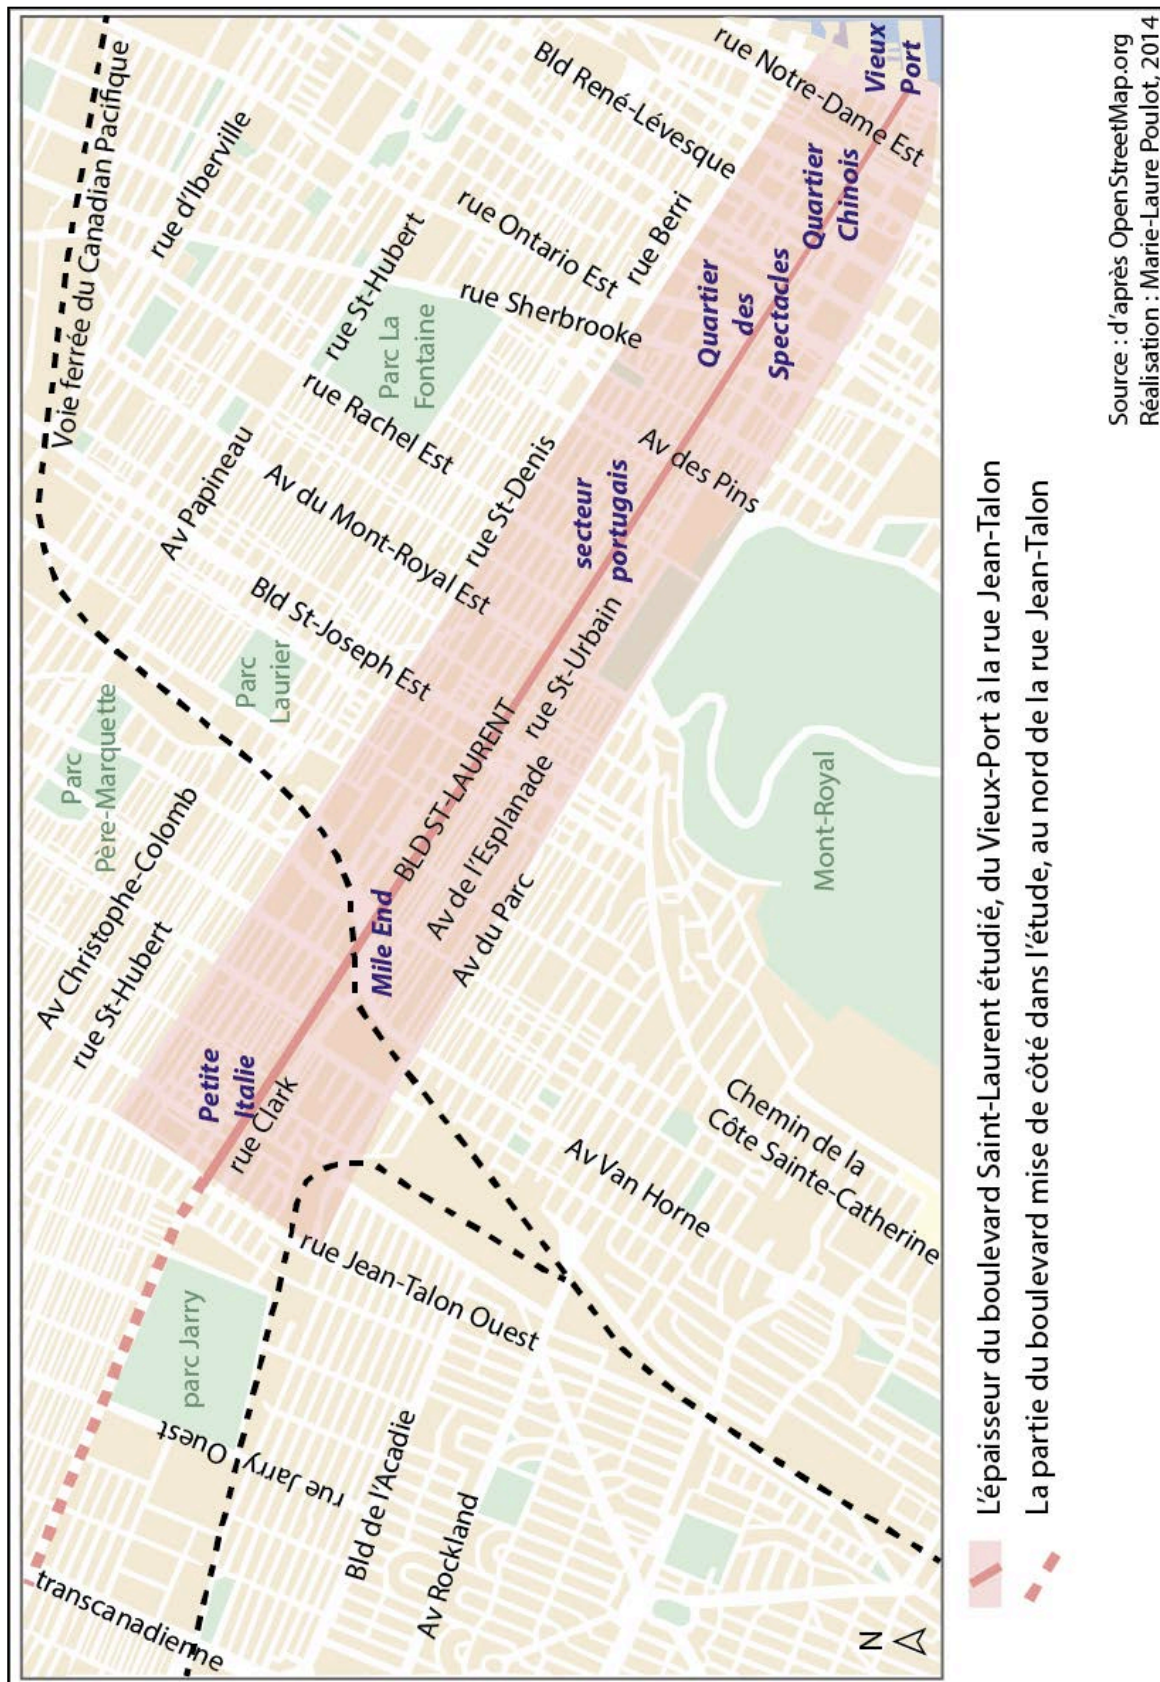 transcanadienne
rue Jarry Ouest
parc Jarry
Bld de l'Acadie
Av Rockland
rue Jean-Talon Ouest
rue Clark
Petite
Italie
Av Christophe-Colomb
rue St-Hubert
Parc
Père-Marquette
Parc
Laurier
Mile End
BLD ST-LAURENT
Av de l'Esplanade
Av du Parc
rue St-Urbain
Av Van Horne
Chemin de la
Côte Sainte-Catherine
Mont-Royal
Voie ferrée du Canadian Pacifique
rue d'Iberville
Av Papineau
rue St-Hubert
Parc La
Fontaine
rue Rachel Est
Av du Mont-Royal Est
Bld St-Joseph Est
rue St-Denis
secteur
portugais
Av des Pins
rue Sherbrooke
rue Ontario Est
rue Berri
Bld René-Lévesque
rue Notre-Dame Est
Quartier
des
Spectacles
Quartier
Chinois
Vieux
Port
N
L'épaisseur du boulevard Saint-Laurent étudié, du Vieux-Port à la rue Jean-Talon
La partie du boulevard mise de côté dans l'étude, au nord de la rue Jean-Talon
Source : d'après OpenStreetMap.org
Réalisation : Marie-Laure Poulot, 2014